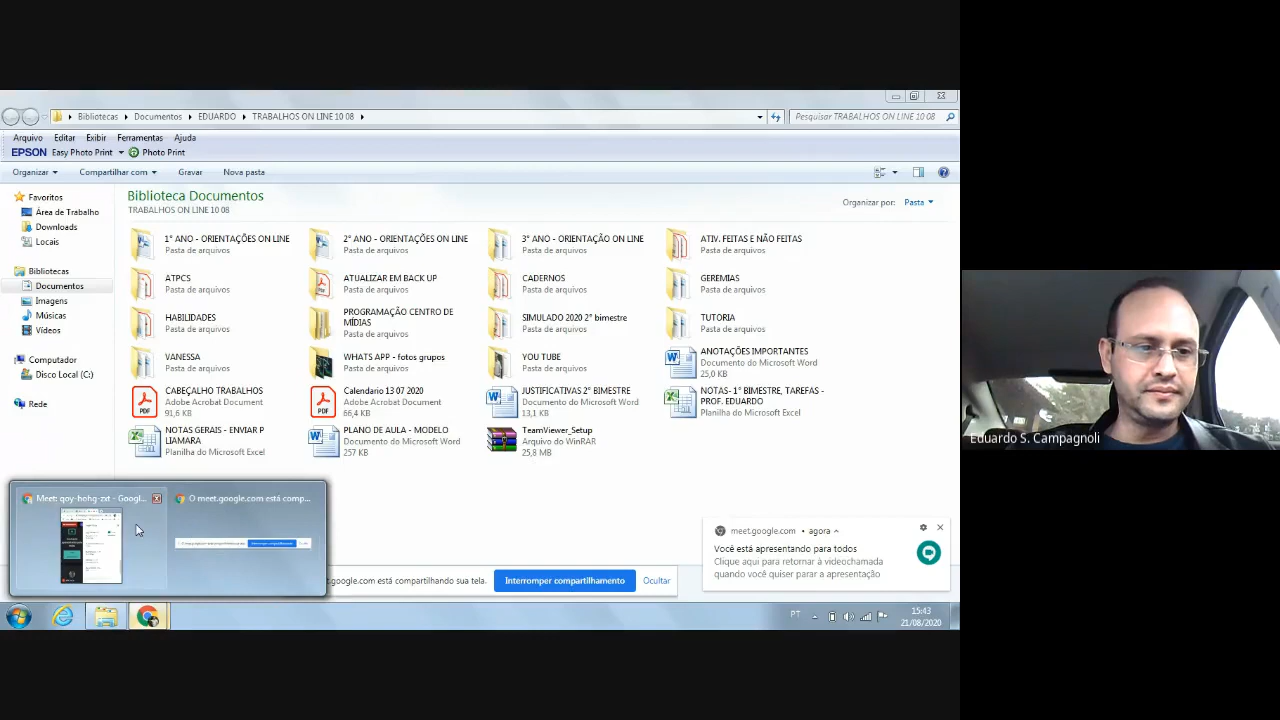 Bibliotecas
Documentos
EDUARDO
TRABALHOS ON LINE 10 08
Pesquisar TRABALHOS ON LINE 10 08
Arquivo Editar Exibir Ferramentas Ajuda
EPSON Easy Photo Print Photo Print
Organizar Compartilhar com Gravar Nova pasta
Favoritos
Área de Trabalho
Downloads
Locais
Bibliotecas
Documentos
Imagens
Músicas
Vídeos
Computador
Disco Local (C:)
Rede
Biblioteca Documentos
TRABALHOS ON LINE 10 08
Organizar por: Pasta
1° ANO - ORIENTAÇÕES ON LINE
Pasta de arquivos
2° ANO - ORIENTAÇÕES ON LINE
Pasta de arquivos
3° ANO - ORIENTAÇÃO ON LINE
Pasta de arquivos
ATIV. FEITAS E NÃO FEITAS
Pasta de arquivos
ATPCS
Pasta de arquivos
ATUALIZAR EM BACK UP
Pasta de arquivos
CADERNOS
Pasta de arquivos
GEREMIAS
Pasta de arquivos
HABILIDADES
Pasta de arquivos
PROGRAMAÇÃO CENTRO DE
MÍDIAS
Pasta de arquivos
SIMULADO 2020 2° bimestre
Pasta de arquivos
TUTORIA
Pasta de arquivos
VANESSA
Pasta de arquivos
WHATS APP - fotos grupos
Pasta de arquivos
YOU TUBE
Pasta de arquivos
ANOTAÇÕES IMPORTANTES
Documento do Microsoft Word
25,0 KB
CABEÇALHO TRABALHOS
Adobe Acrobat Document
91,6 KB
Calendario 13 07 2020
Adobe Acrobat Document
66,4 KB
JUSTIFICATIVAS 2° BIMESTRE
Documento do Microsoft Word
13,1 KB
NOTAS- 1° BIMESTRE, TAREFAS -
PROF. EDUARDO
Planilha do Microsoft Excel
NOTAS GERAIS - ENVIAR P
LIAMARA
Planilha do Microsoft Excel
PLANO DE AULA - MODELO
Documento do Microsoft Word
257 KB
TeamViewer_Setup
Arquivo do WinRAR
25,8 MB
Meet: qoy-hohg-zxt - Googl...
O meet.google.com está comp...
.google.com está compartilhando sua tela.
Interromper compartilhamento
Ocultar
meet.google.com • agora
Você está apresentando para todos
Clique aqui para retornar à videochamada
quando você quiser parar a apresentação
PT
15:43
21/08/2020
Eduardo S. Campagnoli